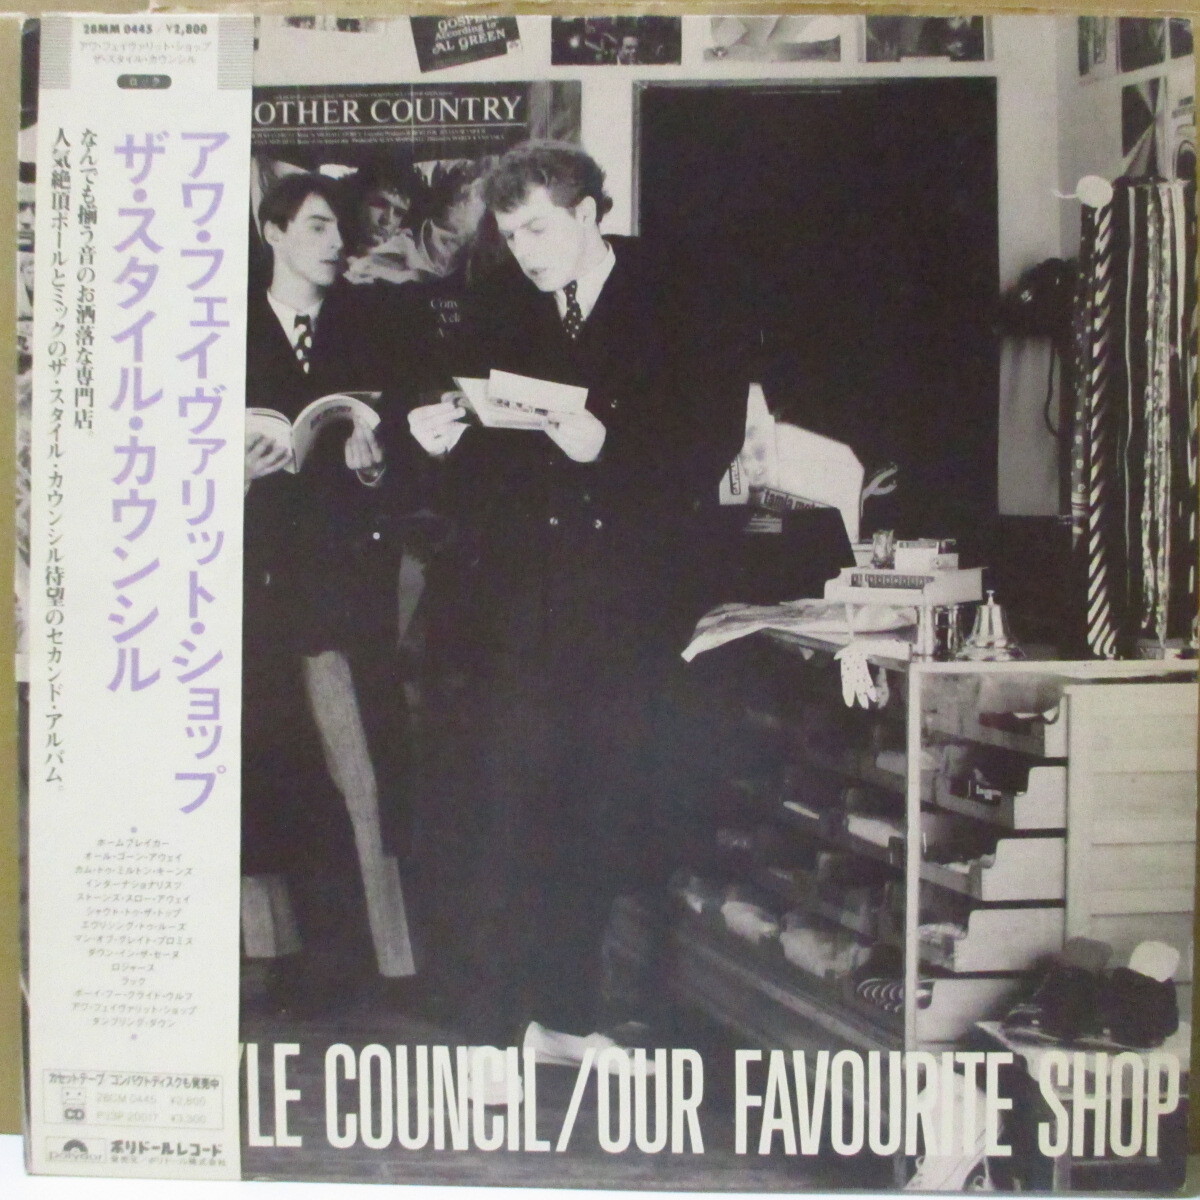 28MM 0445 / ¥2,800
アワ・フェイヴァリット・ショップ
ザ・スタイル・カウンシル
ロック
アワ・フェイヴァリット・ショップ
ザ・スタイル・カウンシル
なんでも揃う音のお洒落な専門店。
人気絶頂ポールとミックのザ・スタイル・カウンシル待望のセカンド・アルバム。
ホームブレイカー
オール・ゴーン・アウェイ
カム・トゥ・ミルトン・キーンズ
インターナショナリスツ
ストーンズ・スロー・アウェイ
シャウト・トゥ・ザ・トップ
エヴリシング・トゥ・ルーズ
マン・オブ・グレイト・プロミス
ダウン・イン・ザ・セーヌ
ロジャース
ラック
ボーイ・フー・クライド・ウルフ
アワ・フェイヴァリット・ショップ
タンブリング・ダウン
カセットテープ/コンパクトディスクも発売中
28CM 0445 ¥2,800
CD P33P 20017 ¥3,300
polydor ポリドールレコード
発売元/ポリドール株式会社
GOSPEL
According to
AL GREEN
OTHER COUNTRY
YLE COUNCIL/OUR FAVOURITE SHOP